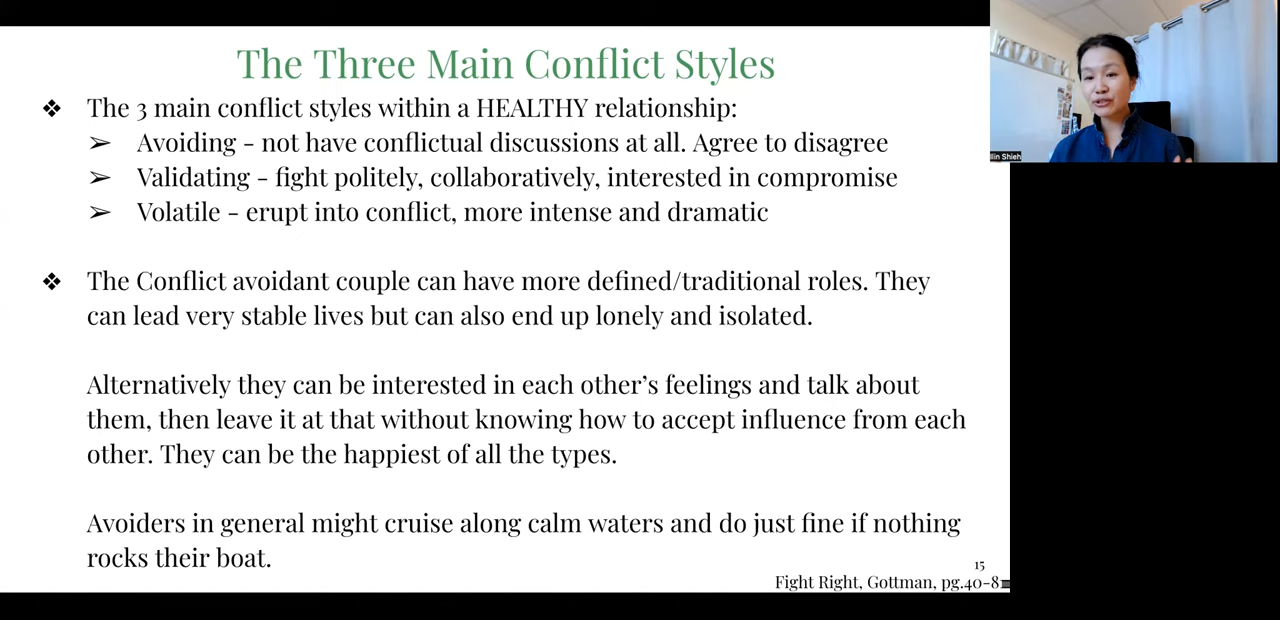 The Three Main Conflict Styles
❖ The 3 main conflict styles within a HEALTHY relationship:
➢ Avoiding - not have conflictual discussions at all. Agree to disagree
➢ Validating - fight politely, collaboratively, interested in compromise
➢ Volatile - erupt into conflict, more intense and dramatic
❖ The Conflict avoidant couple can have more defined/traditional roles. They
can lead very stable lives but can also end up lonely and isolated.
Alternatively they can be interested in each other's feelings and talk about
them, then leave it at that without knowing how to accept influence from each
other. They can be the happiest of all the types.
Avoiders in general might cruise along calm waters and do just fine if nothing
rocks their boat.
15
Fight Right, Gottman, pg.40-8
Shieh